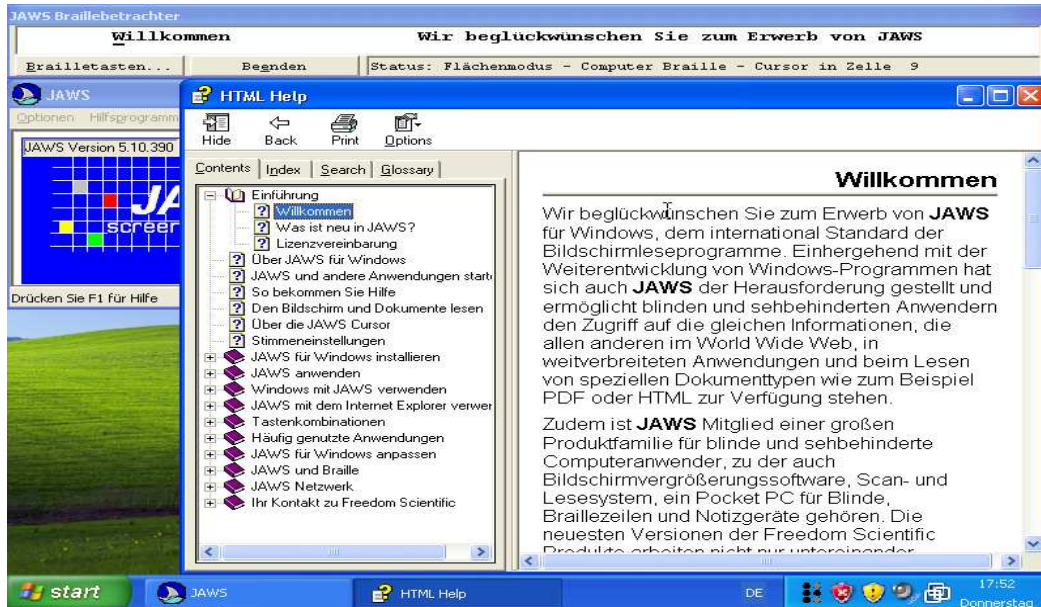 JAWS Braillebetrachter
Willkommen Wir beglückwünschen Sie zum Erwerb von JAWS
Brailletasten... Beenden Status: Flächenmodus - Computer Braille - Cursor in Zelle 9
JAWS
Optionen Hilfsprogramm
JAWS Version 5.10.390
JA
screer
Drücken Sie F1 für Hilfe
HTML Help
Hide Back Print Options
Contents Index Search Glossary
Einführung
Willkommen
Was ist neu in JAWS?
Lizenzvereinbarung
Über JAWS für Windows
JAWS und andere Anwendungen start
So bekommen Sie Hilfe
Den Bildschirm und Dokumente lesen
Über die JAWS Cursor
Stimmeneinstellungen
JAWS für Windows installieren
JAWS anwenden
Windows mit JAWS verwenden
JAWS mit dem Internet Explorer verwer
Tastenkombinationen
Häufig genutzte Anwendungen
JAWS für Windows anpassen
JAWS und Braille
JAWS Netzwerk
Ihr Kontakt zu Freedom Scientific
Willkommen
Wir beglückwünschen Sie zum Erwerb von JAWS
für Windows, dem international Standard der
Bildschirmleseprogramme. Einhergehend mit der
Weiterentwicklung von Windows-Programmen hat
sich auch JAWS der Herausforderung gestellt und
ermöglicht blinden und sehbehinderten Anwendern
den Zugriff auf die gleichen Informationen, die
allen anderen im World Wide Web, in
weitverbreiteten Anwendungen und beim Lesen
von speziellen Dokumenttypen wie zum Beispiel
PDF oder HTML zur Verfügung stehen.
Zudem ist JAWS Mitglied einer großen
Produktfamilie für blinde und sehbehinderte
Computeranwender, zu der auch
Bildschirmvergrößerungssoftware, Scan- und
Lesesystem, ein Pocket PC für Blinde,
Braillezeilen und Notizgeräte gehören. Die
neuesten Versionen der Freedom Scientific
Produkte arbeiten nicht nur untereinander
start JAWS HTML Help DE 17:52
Donnerstag